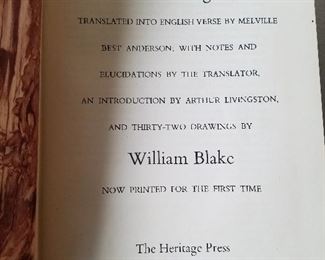 TRANSLATED INTO ENGLISH VERSE BY MELVILLE
BEST ANDERSON, WITH NOTES AND
ELUCIDATIONS BY THE TRANSLATOR,
AN INTRODUCTION BY ARTHUR LIVINGSTON,
AND THIRTY-TWO DRAWINGS BY
William Blake
NOW PRINTED FOR THE FIRST TIME
The Heritage Press